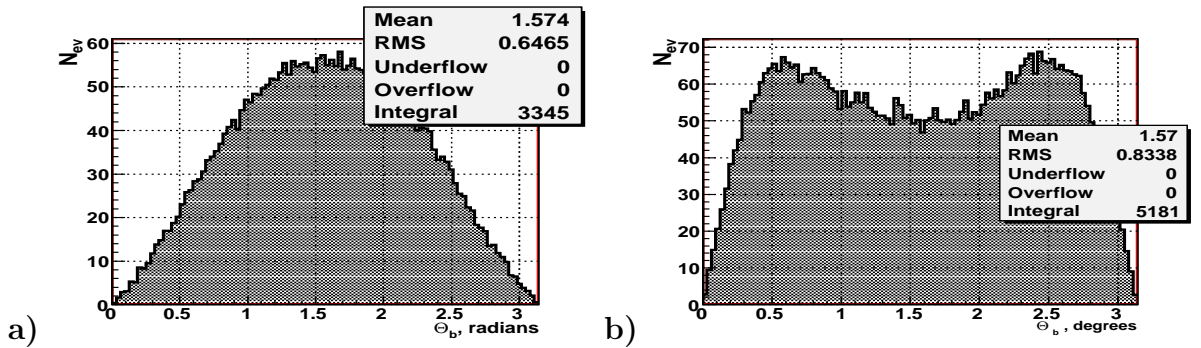 a)
N_ev
60
50
40
30
20
10
0
0 0.5 1 1.5 2 2.5 3
Θ_b, radians
Mean 1.574
RMS 0.6465
Underflow 0
Overflow 0
Integral 3345
b)
N_ev
70
60
50
40
30
20
10
0
0 0.5 1 1.5 2 2.5 3
Θ_b , degrees
Mean 1.57
RMS 0.8338
Underflow 0
Overflow 0
Integral 5181